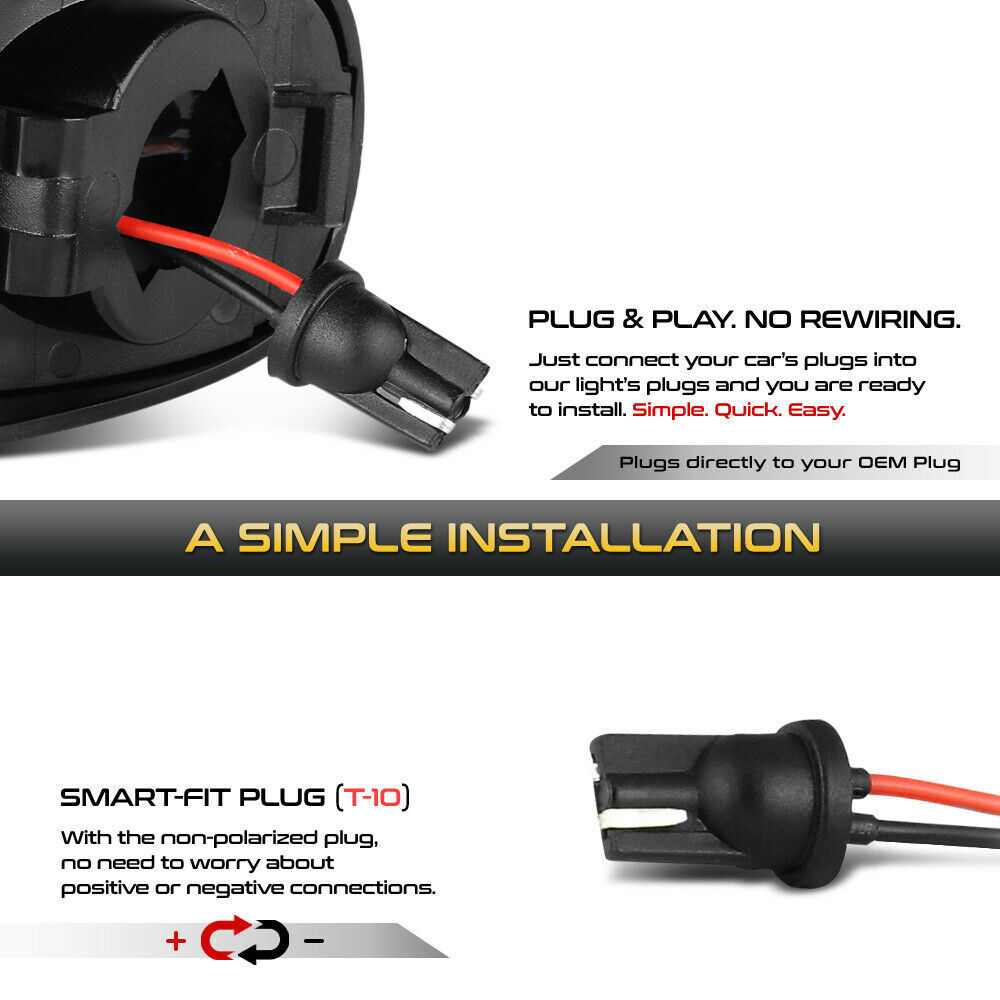 PLUG & PLAY. NO REWIRING.
Just connect your car's plugs into
our light's plugs and you are ready
to install. Simple. Quick. Easy.
Plugs directly to your OEM Plug
A SIMPLE INSTALLATION
SMART-FIT PLUG (T-10)
With the non-polarized plug,
no need to worry about
positive or negative connections.
+ -